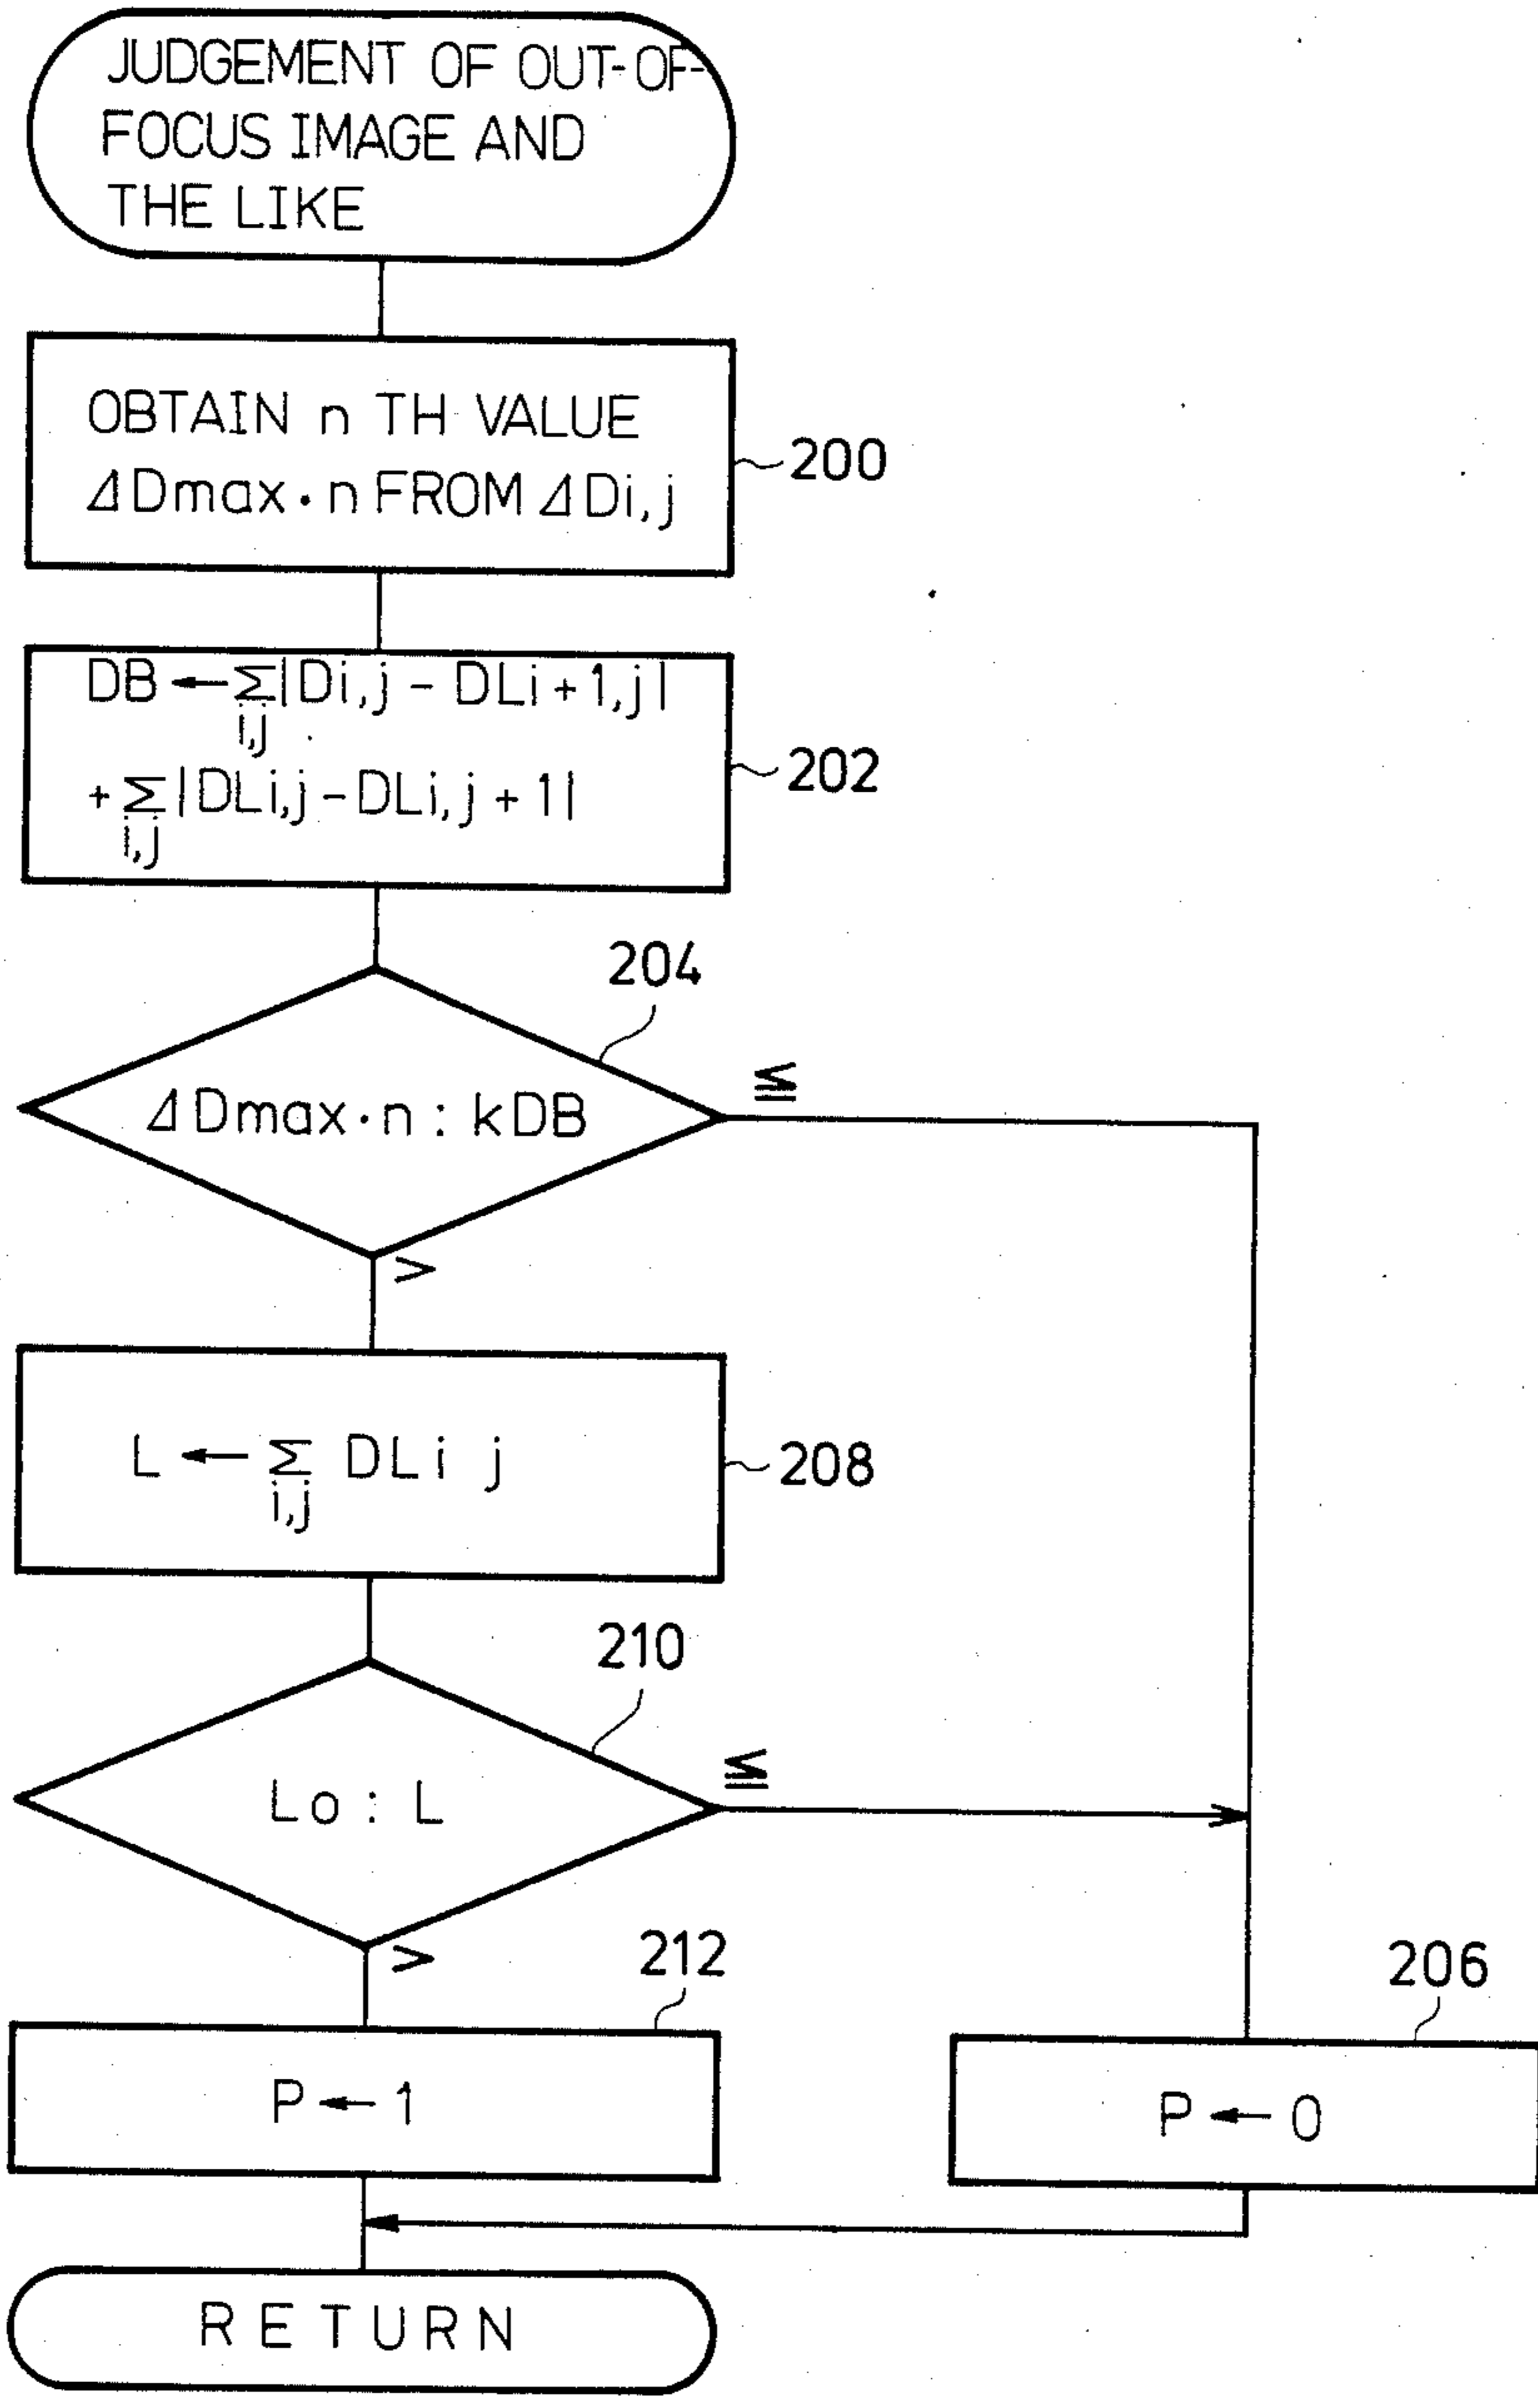 JUDGEMENT OF OUT-OF-
FOCUS IMAGE AND
THE LIKE
OBTAIN n TH VALUE
ΔDmax·n FROM ΔDi,j
200
DB ← Σ|Di,j - DLi+1,j|
i,j
+ Σ|DLi,j - DLi,j+1|
i,j
202
204
ΔDmax·n : kDB
≦
>
L ← Σ DLi j
i,j
208
210
Lo : L
≦
>
212
P ← 1
206
P ← 0
RETURN